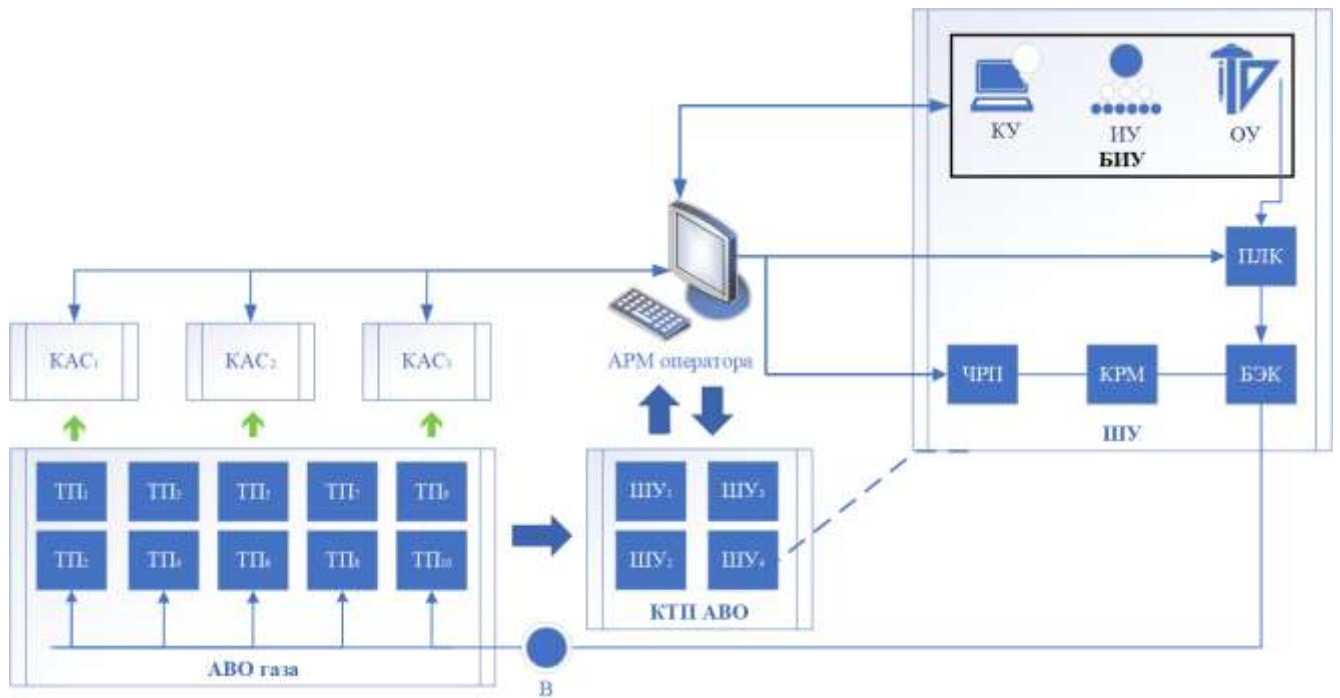 КУ
ИУ
ОУ
БИУ
ПЛК
КАС₁
КАС₂
КАС₃
АРМ оператора
ЧРП
КРМ
БЭК
ШУ
ТП₁
ТП₃
ТП₅
ТП₇
ТП₉
ТП₂
ТП₄
ТП₆
ТП₈
ТП₁₀
ШУ₁
ШУ₃
ШУ₂
ШУ₄
КТП АВО
АВО газа
В